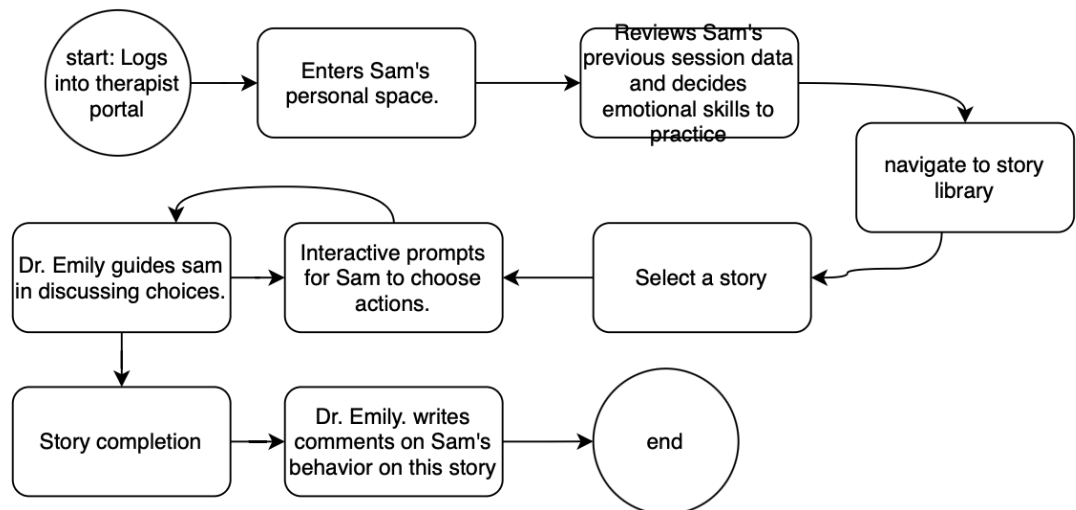 start: Logs
into therapist
portal
Enters Sam's
personal space.
Reviews Sam's
previous session data
and decides
emotional skills to
practice
navigate to story
library
Dr. Emily guides sam
in discussing choices.
Interactive prompts
for Sam to choose
actions.
Select a story
Story completion
Dr. Emily. writes
comments on Sam's
behavior on this story
end